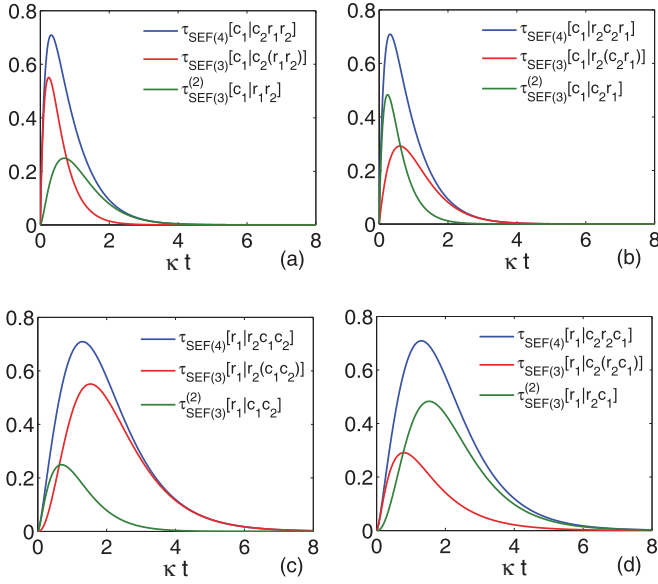 0.8
0.6
0.4
0.2
0
τSEF(4)[c1|c2r1r2]
τSEF(3)[c1|c2(r1r2)]
τ(2)SEF(3)[c1|r1r2]
0 2 4 6 8
κ t
(a)
0.8
0.6
0.4
0.2
0
τSEF(4)[c1|r2c2r1]
τSEF(3)[c1|r2(c2r1)]
τ(2)SEF(3)[c1|c2r1]
0 2 4 6 8
κ t
(b)
0.8
0.6
0.4
0.2
0
τSEF(4)[r1|r2c1c2]
τSEF(3)[r1|r2(c1c2)]
τ(2)SEF(3)[r1|c1c2]
0 2 4 6 8
κ t
(c)
0.8
0.6
0.4
0.2
0
τSEF(4)[r1|c2r2c1]
τSEF(3)[r1|c2(r2c1)]
τ(2)SEF(3)[r1|r2c1]
0 2 4 6 8
κ t
(d)